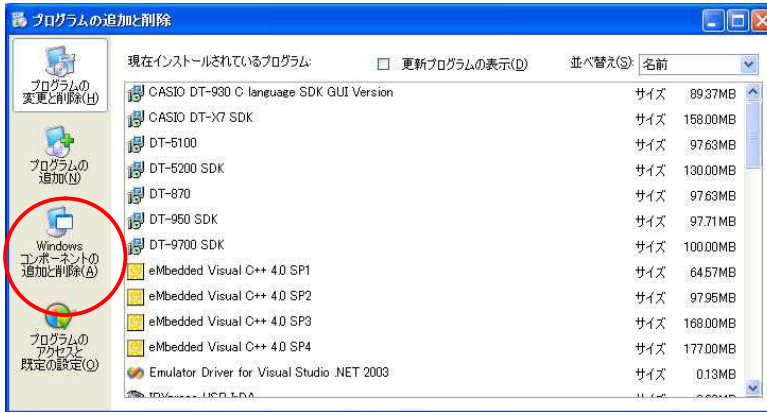 プログラムの追加と削除
プログラムの
変更と削除(H)
プログラムの
追加(N)
Windows
コンポーネントの
追加と削除(A)
プログラムの
アクセスと
既定の設定(O)
現在インストールされているプログラム: 更新プログラムの表示(D) 並べ替え(S): 名前
CASIO DT-930 C language SDK GUI Version サイズ 89.37MB
CASIO DT-X7 SDK サイズ 158.00MB
DT-5100 サイズ 97.63MB
DT-5200 SDK サイズ 130.00MB
DT-870 サイズ 97.63MB
DT-950 SDK サイズ 97.71MB
DT-9700 SDK サイズ 100.00MB
eMbedded Visual C++ 4.0 SP1 サイズ 64.57MB
eMbedded Visual C++ 4.0 SP2 サイズ 97.95MB
eMbedded Visual C++ 4.0 SP3 サイズ 168.00MB
eMbedded Visual C++ 4.0 SP4 サイズ 177.00MB
Emulator Driver for Visual Studio .NET 2003 サイズ 0.13MB